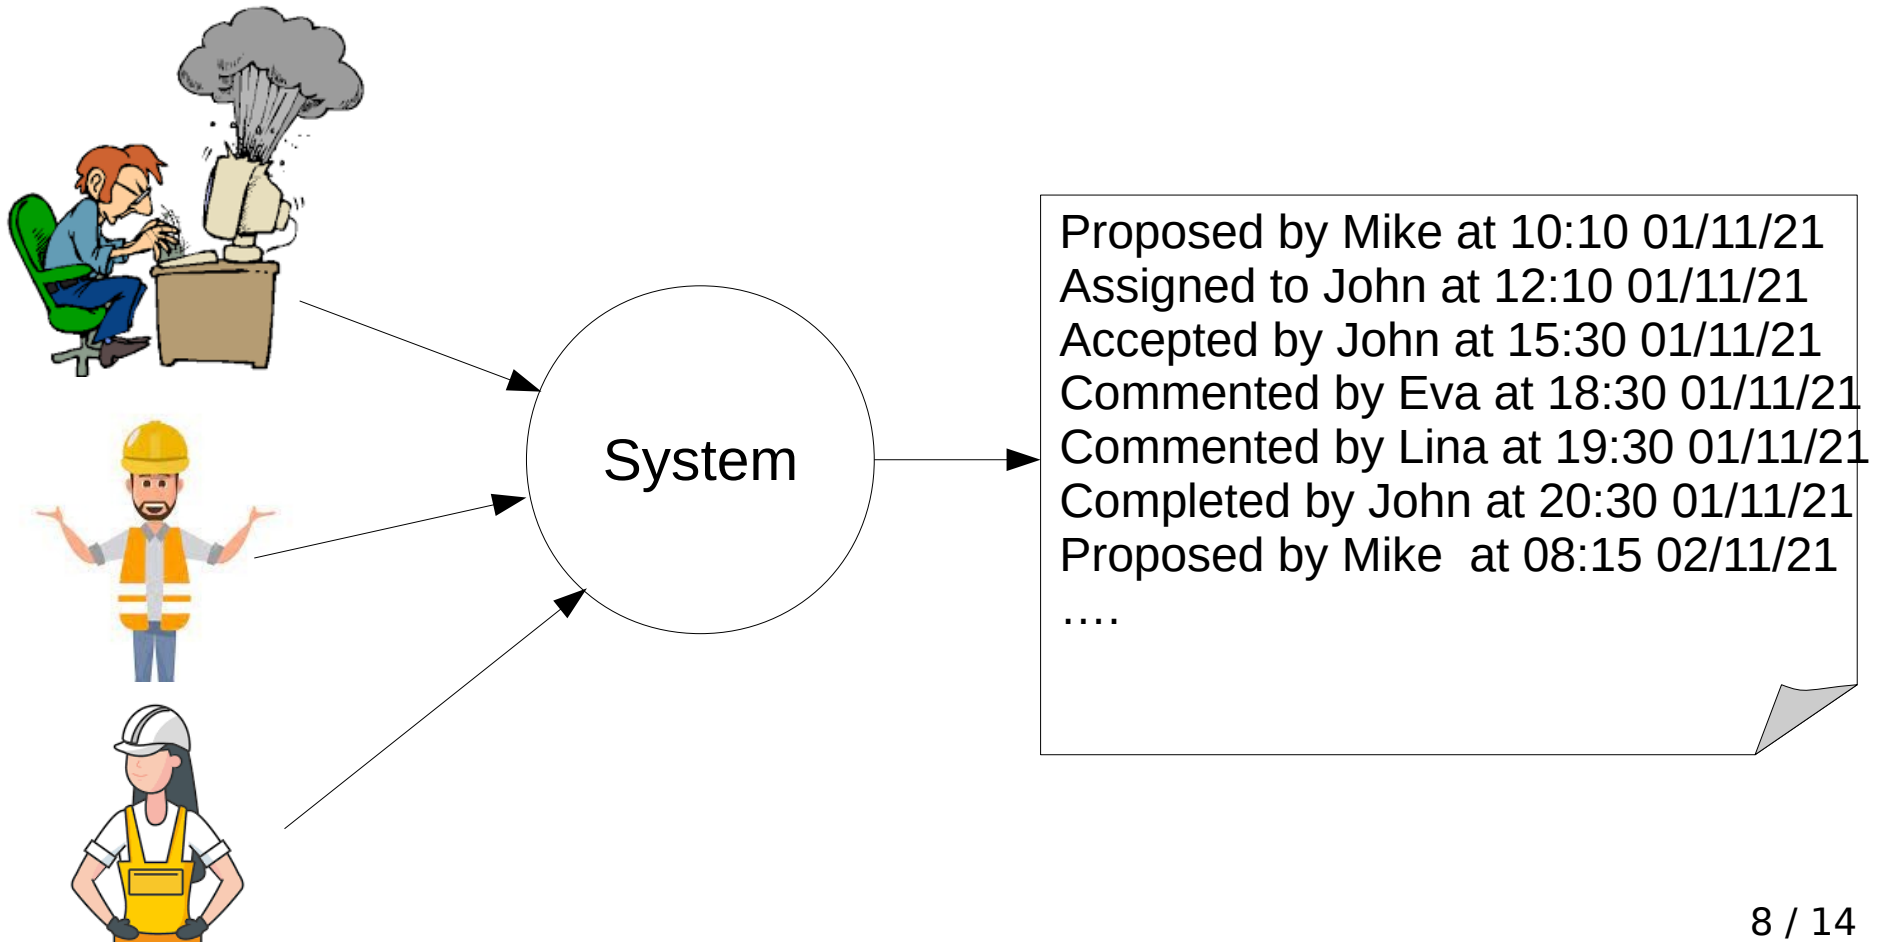 System
Proposed by Mike at 10:10 01/11/21
Assigned to John at 12:10 01/11/21
Accepted by John at 15:30 01/11/21
Commented by Eva at 18:30 01/11/21
Commented by Lina at 19:30 01/11/21
Completed by John at 20:30 01/11/21
Proposed by Mike  at 08:15 02/11/21
....
8 / 14